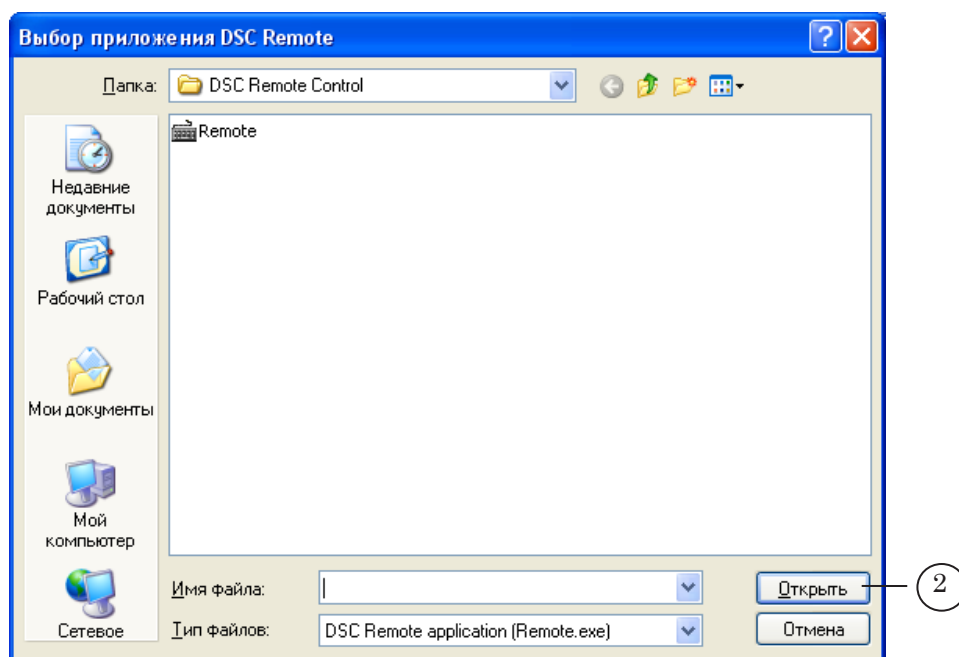 Выбор приложения DSC Remote
Папка: DSC Remote Control
Remote
Недавние
документы
Рабочий стол
Мои документы
Мой
компьютер
Сетевое
Имя файла:
Открыть
2
Тип файлов: DSC Remote application (Remote.exe)
Отмена